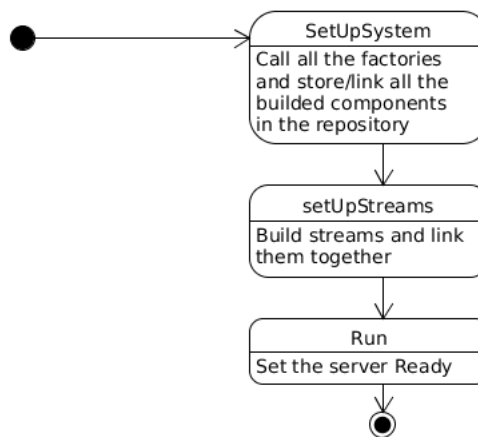 SetUpSystem
Call all the factories
and store/link all the
builded components
in the repository
setUpStreams
Build streams and link
them together
Run
Set the server Ready